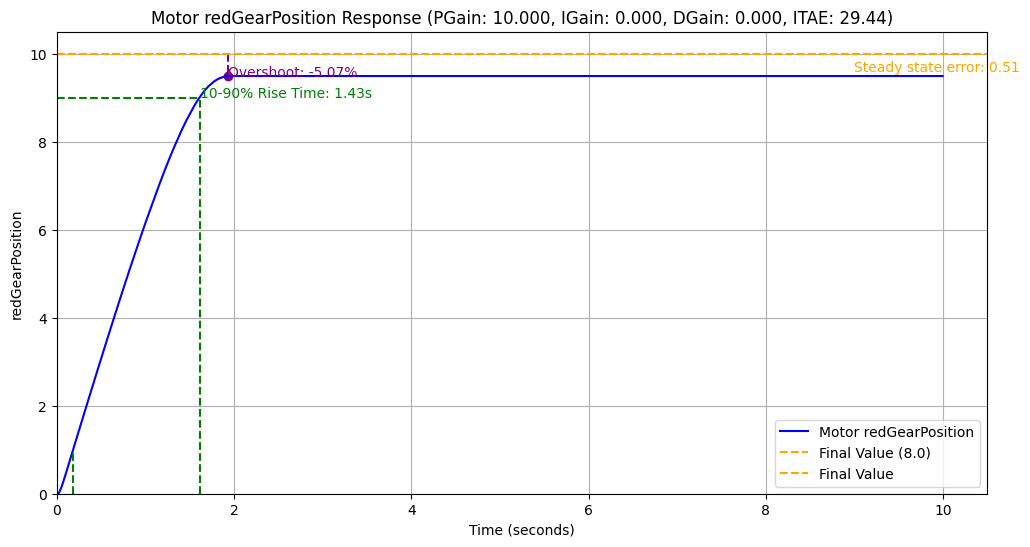 Motor redGearPosition Response (PGain: 10.000, IGain: 0.000, DGain: 0.000, ITAE: 29.44)
10
Steady state error: 0.51
Overshoot: -5.07%
10-90% Rise Time: 1.43s
8
6
4
2
0
redGearPosition
Motor redGearPosition
Final Value (8.0)
Final Value
0
2
4
6
8
10
Time (seconds)